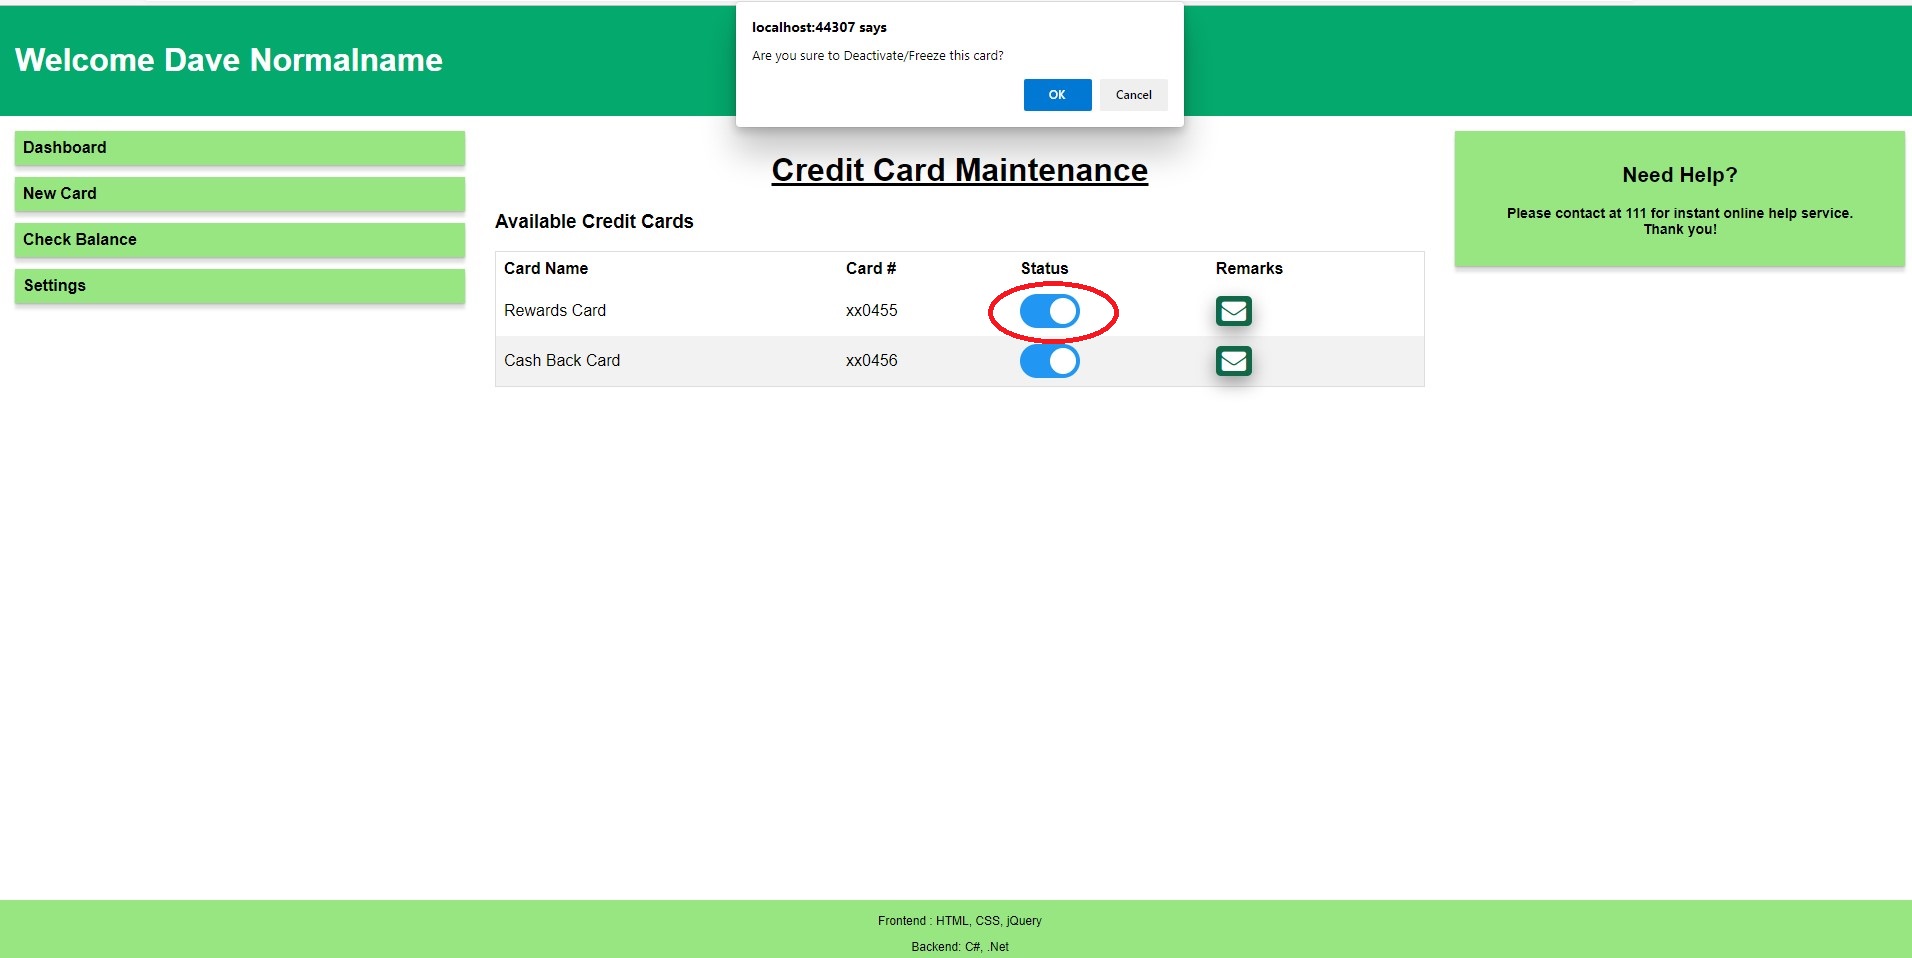 localhost:44307 says
Are you sure to Deactivate/Freeze this card?
OK Cancel
Welcome Dave Normalname
Dashboard
New Card
Check Balance
Settings
Credit Card Maintenance
Available Credit Cards
Card Name Card # Status Remarks
Rewards Card xx0455
Cash Back Card xx0456
Need Help?
Please contact at 111 for instant online help service.
Thank you!
Frontend : HTML, CSS, jQuery
Backend: C#, .Net